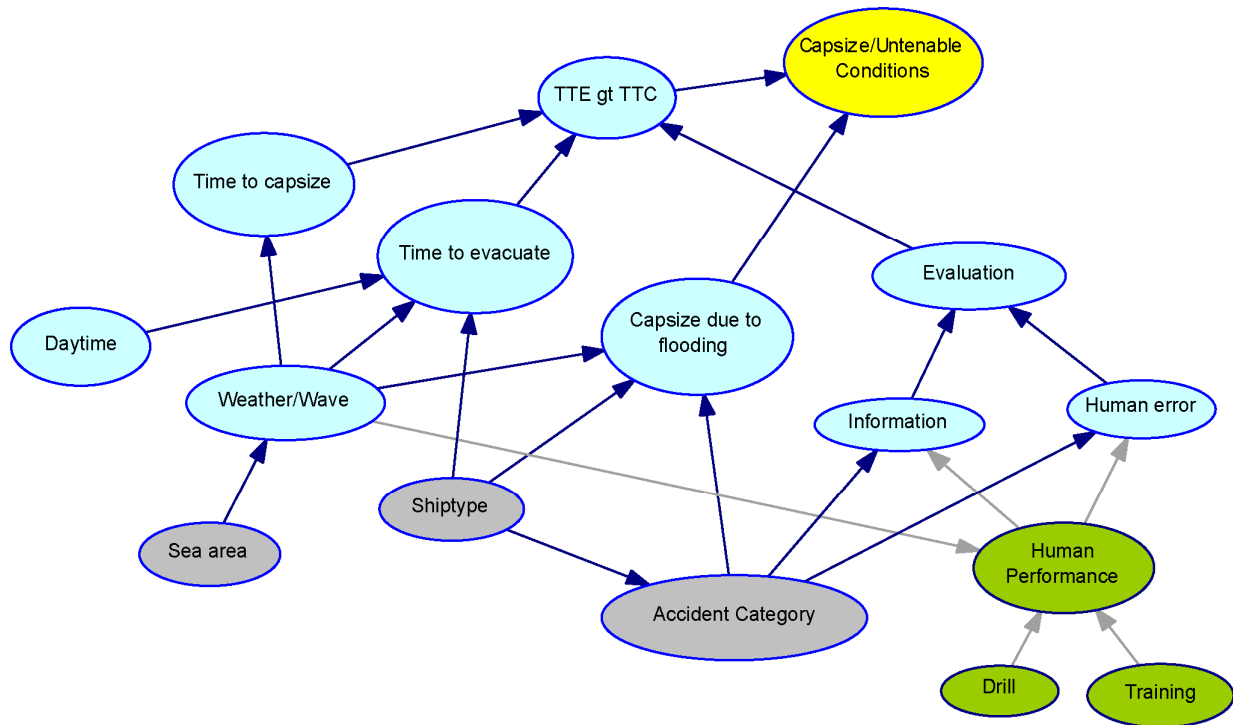 Capsize/Untenable
Conditions
TTE gt TTC
Time to capsize
Time to evacuate
Evaluation
Daytime
Capsize due to
flooding
Weather/Wave
Information
Human error
Shiptype
Sea area
Human
Performance
Accident Category
Drill
Training